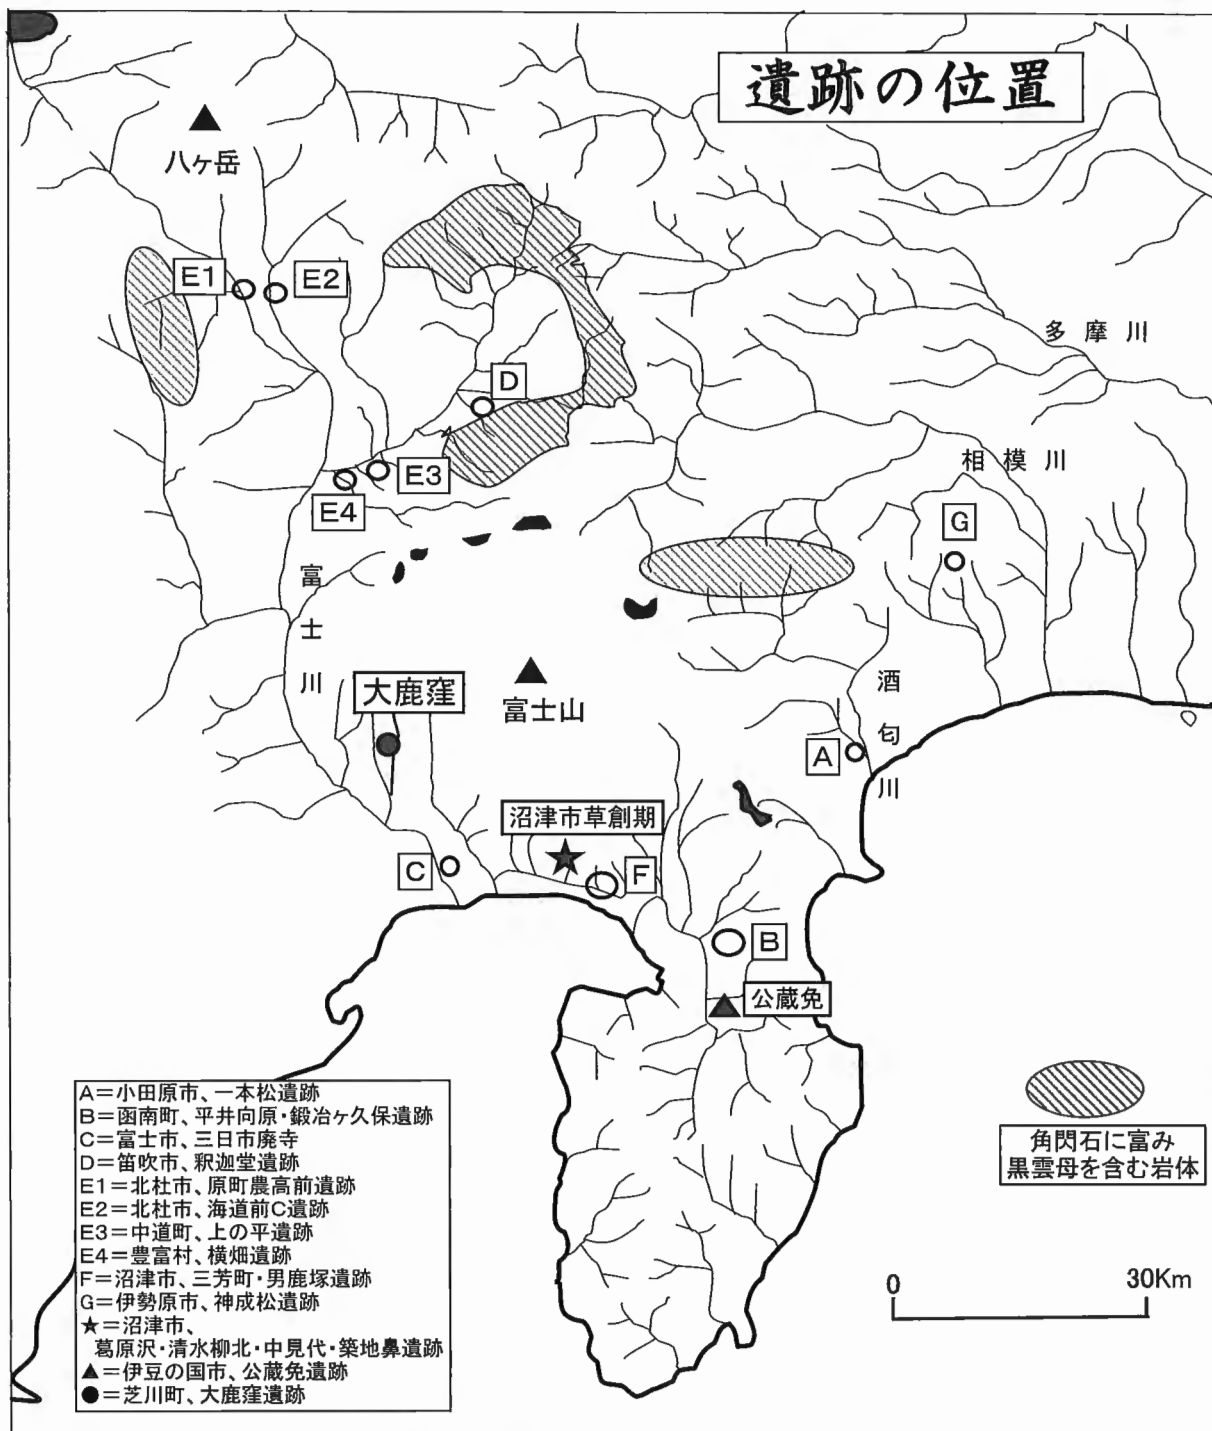 遺跡の位置
八ヶ岳
E1
E2
多摩川
D
相模川
E3
G
E4
富士川
大鹿窪
富士山
酒匂川
A
沼津市草創期
C
F
B
公蔵免
A=小田原市、一本松遺跡
B=函南町、平井向原・鍛冶ヶ久保遺跡
C=富士市、三日市廃寺
D=笛吹市、釈迦堂遺跡
E1=北杜市、原町農高前遺跡
E2=北杜市、海道前C遺跡
E3=中道町、上の平遺跡
E4=豊富村、横畑遺跡
F=沼津市、三芳町・男鹿塚遺跡
G=伊勢原市、神成松遺跡
★=沼津市、
葛原沢・清水柳北・中見代・築地鼻遺跡
▲=伊豆の国市、公蔵免遺跡
●=芝川町、大鹿窪遺跡
角閃石に富み
黒雲母を含む岩体
0 30Km